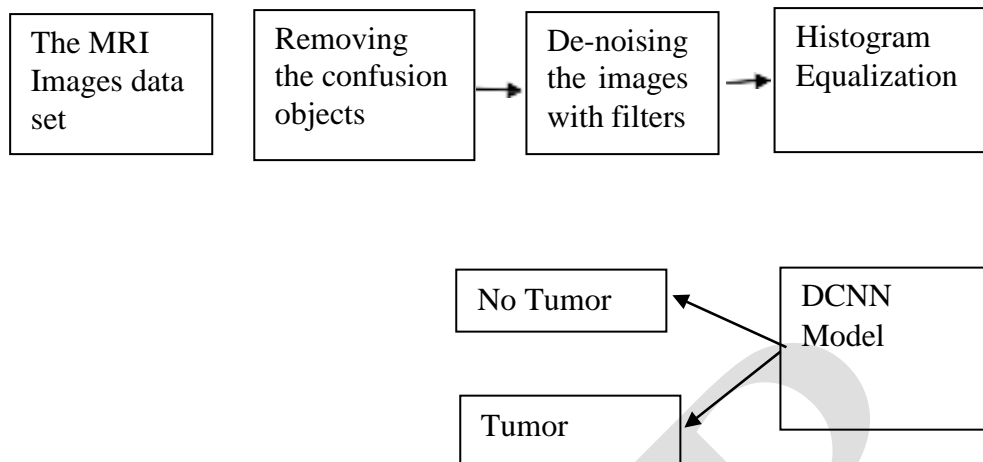 The MRI
Images data
set
Removing
the confusion
objects
De-noising
the images
with filters
Histogram
Equalization
No Tumor
DCNN
Model
Tumor